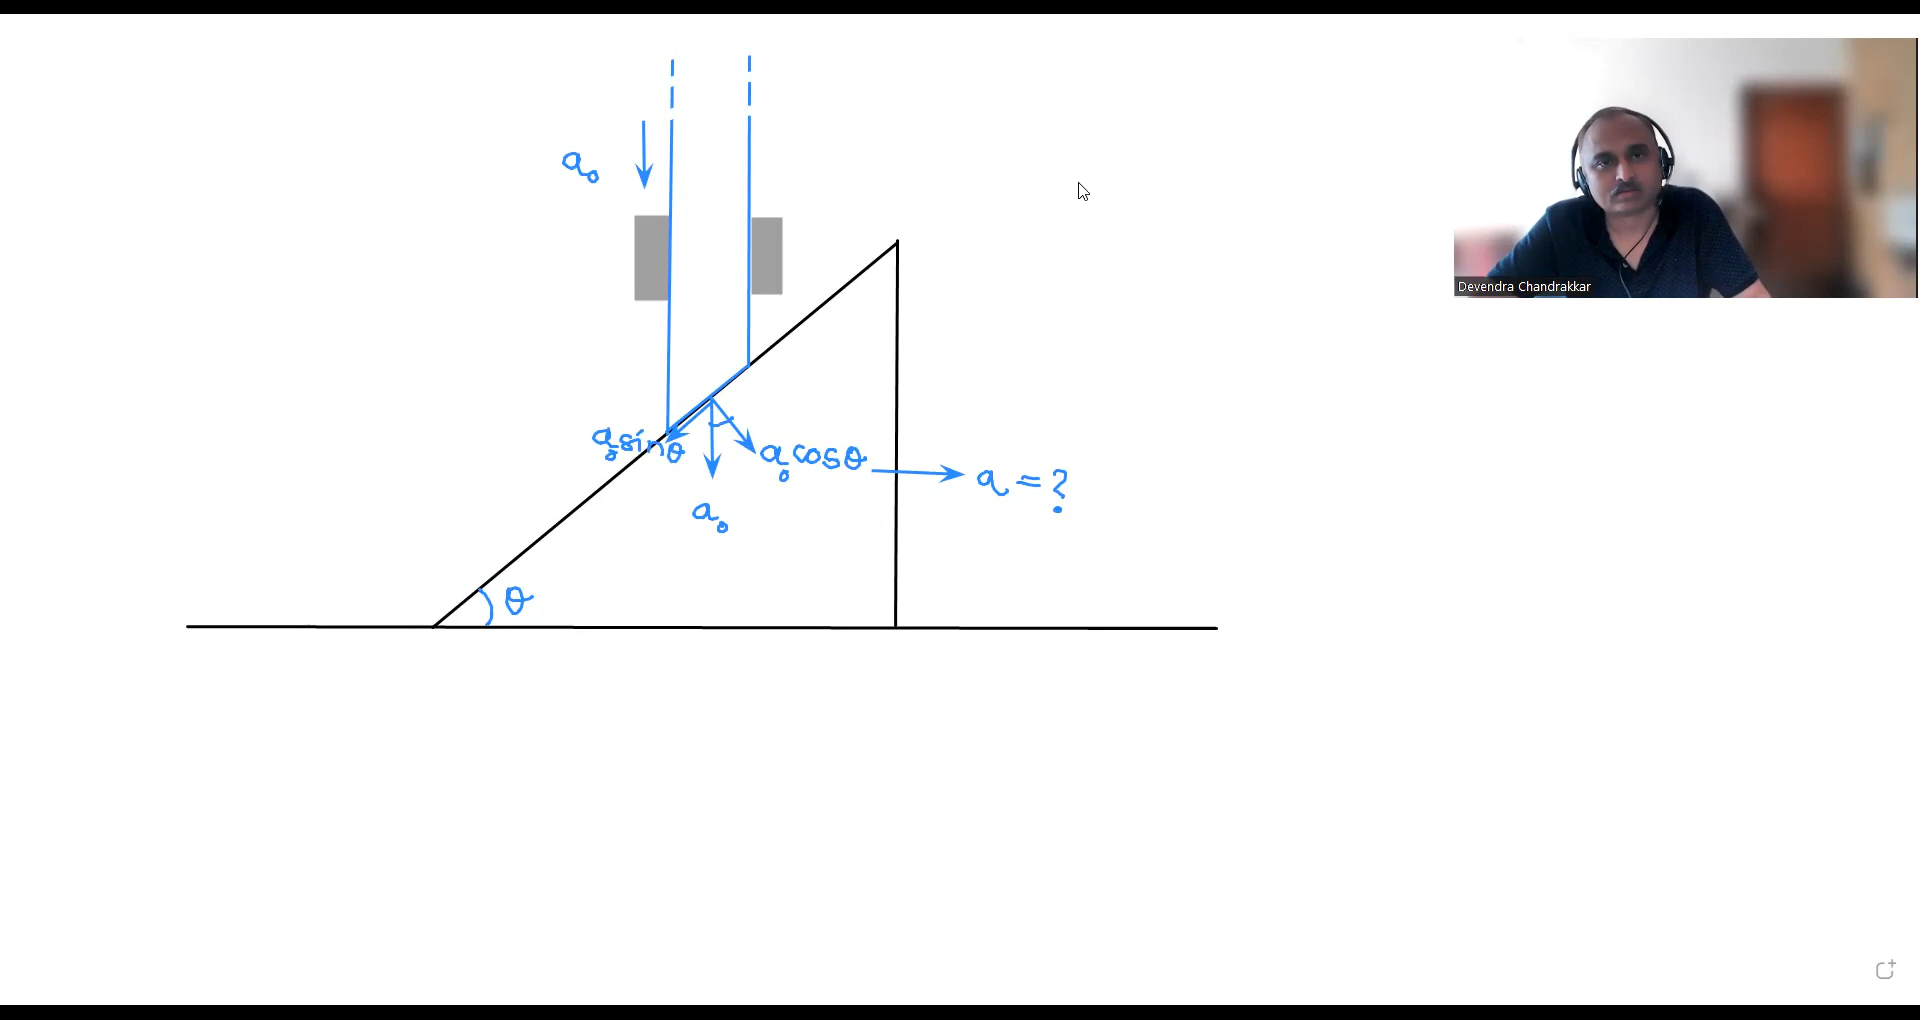 a₀
Devendra Chandrakkar
a₀sinθ
a₀cosθ
a = ?
a₀
θ